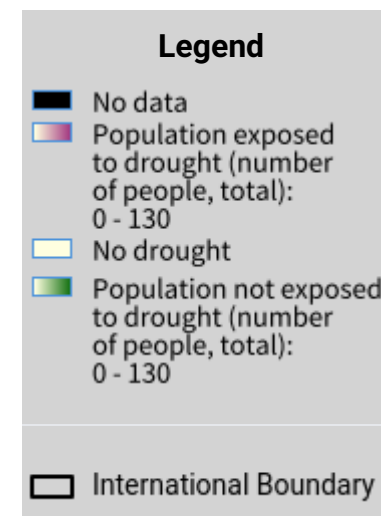 Legend
No data
Population exposed
to drought (number
of people, total):
0 - 130
No drought
Population not exposed
to drought (number
of people, total):
0 - 130
International Boundary